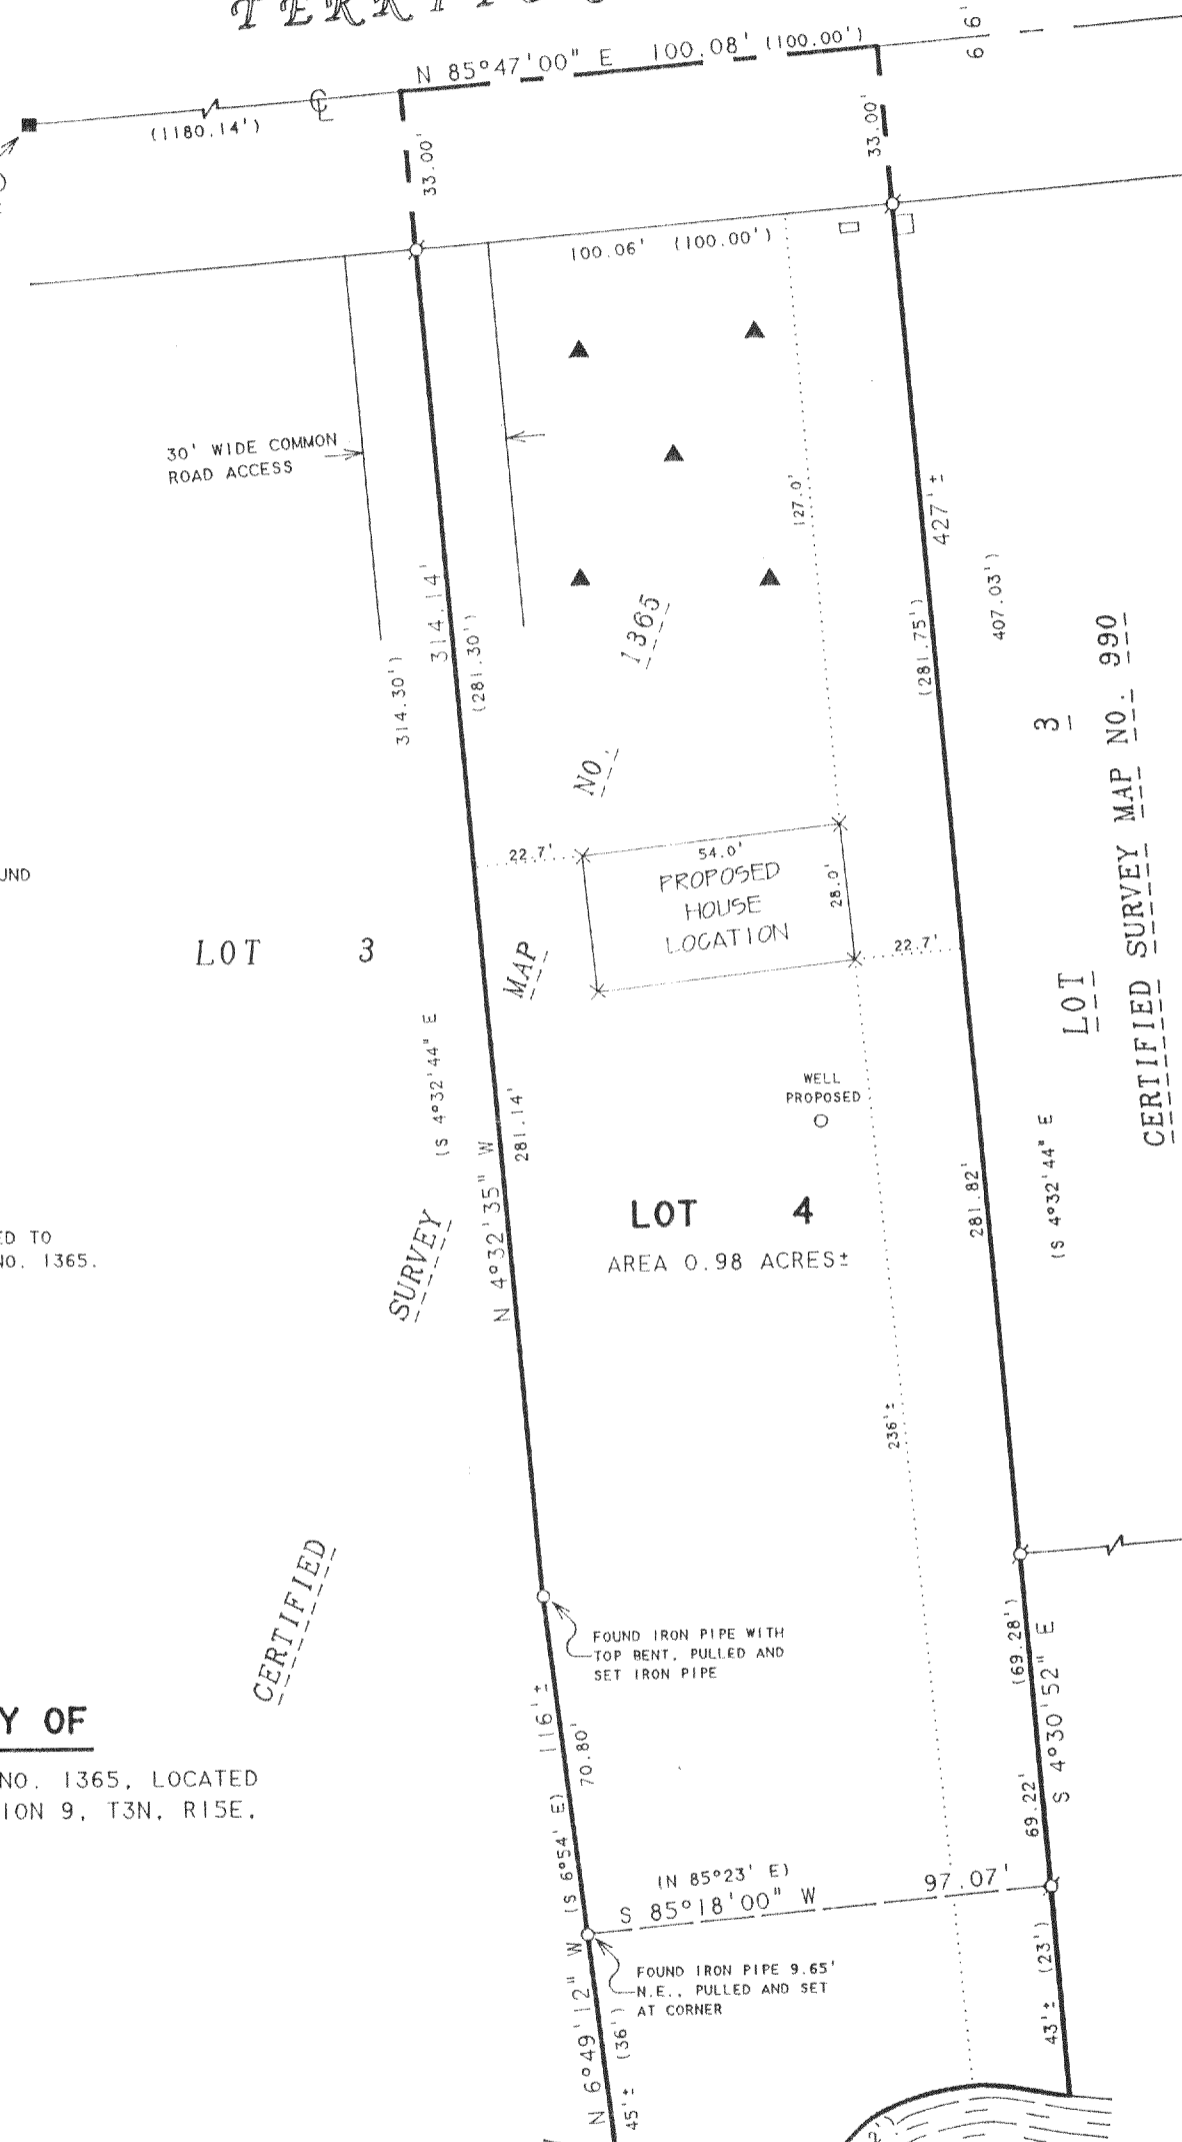 N 85°47'00" E 100.08' (100.00')
6
6'
℄
(1180.14')
33.00'
33.00'
100.06' (100.00')
30' WIDE COMMON
ROAD ACCESS
127.0'
427'±
314.14'
(281.30')
314.30')
(281.75')
407.03')
1365
NO.
MAP
SURVEY
CERTIFIED
LOT 3
CERTIFIED SURVEY MAP NO. 990
UND
22.7'
54.0'
PROPOSED
HOUSE
LOCATION
28.0'
22.7'
LOT 3
(S 4°32'44" E
281.14'
N 4°32'35" W
WELL
PROPOSED
LOT 4
AREA 0.98 ACRES±
281.82'
(S 4°32'44" E
ED TO
NO. 1365.
236'±
FOUND IRON PIPE WITH
TOP BENT, PULLED AND
SET IRON PIPE
116'±
70.80'
(69.28')
S 4°30'52" E
69.22'
Y OF
NO. 1365, LOCATED
ION 9, T3N, R15E,
(S 6°54' E)
(N 85°23' E)
S 85°18'00" W 97.07'
FOUND IRON PIPE 9.65'
N.E., PULLED AND SET
AT CORNER
N 6°49'12" W
(36')
45'±
(23')
43'±